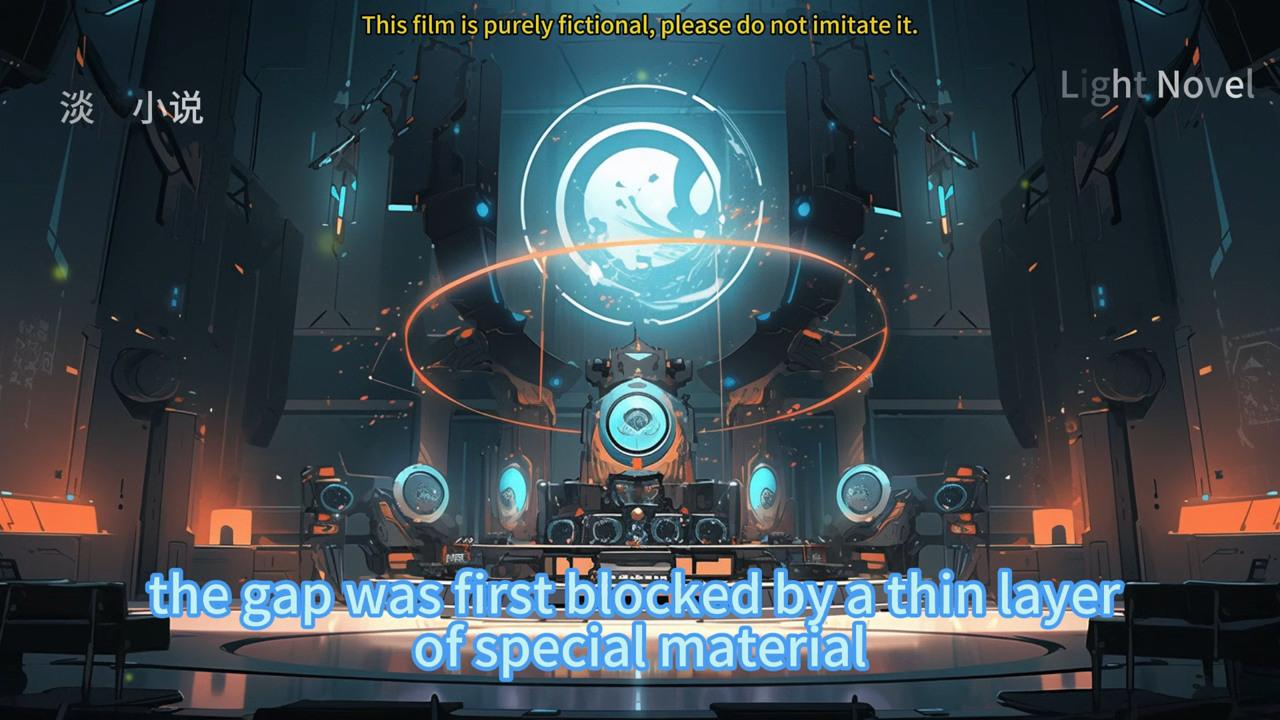 This film is purely fictional, please do not imitate it.
Light Novel
淡 小说
the gap was first blocked by a thin layer
of special material